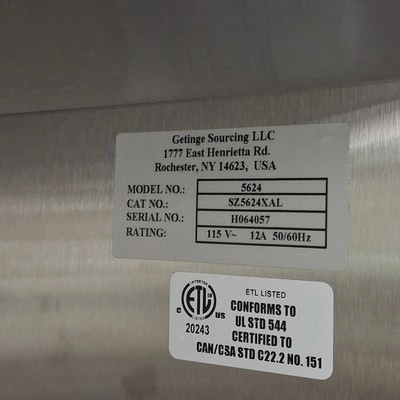 Getinge Sourcing LLC
1777 East Henrietta Rd.
Rochester, NY 14623, USA
MODEL NO.: 5624
CAT NO.: SZ5624XAL
SERIAL NO.: H064057
RATING: 115 V~ 12A 50/60Hz
ETL LISTED
CONFORMS TO
UL STD 544
CERTIFIED TO
CAN/CSA STD C22.2 NO. 151
ETL
C US
20243